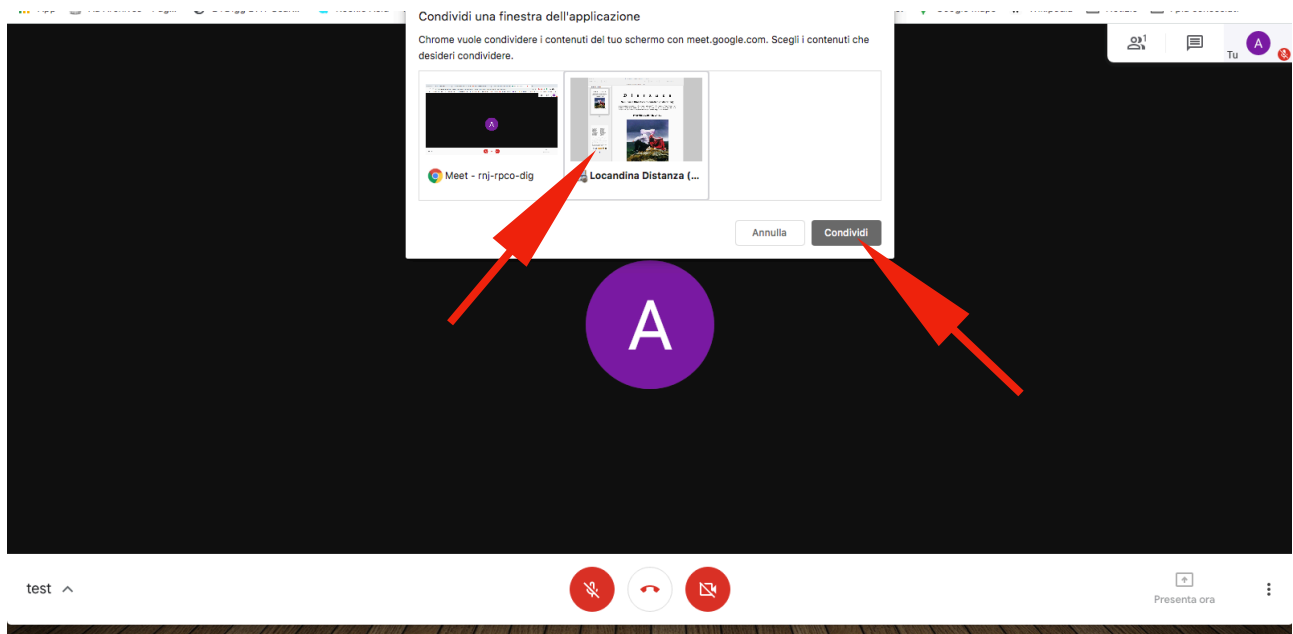 Condividi una finestra dell'applicazione
Chrome vuole condividere i contenuti del tuo schermo con meet.google.com. Scegli i contenuti che
desideri condividere.
1
Tu
A
A
D i s t a n z a
Meet - rnj-rpco-dig
Locandina Distanza (...
Annulla
Condividi
A
test
Presenta ora